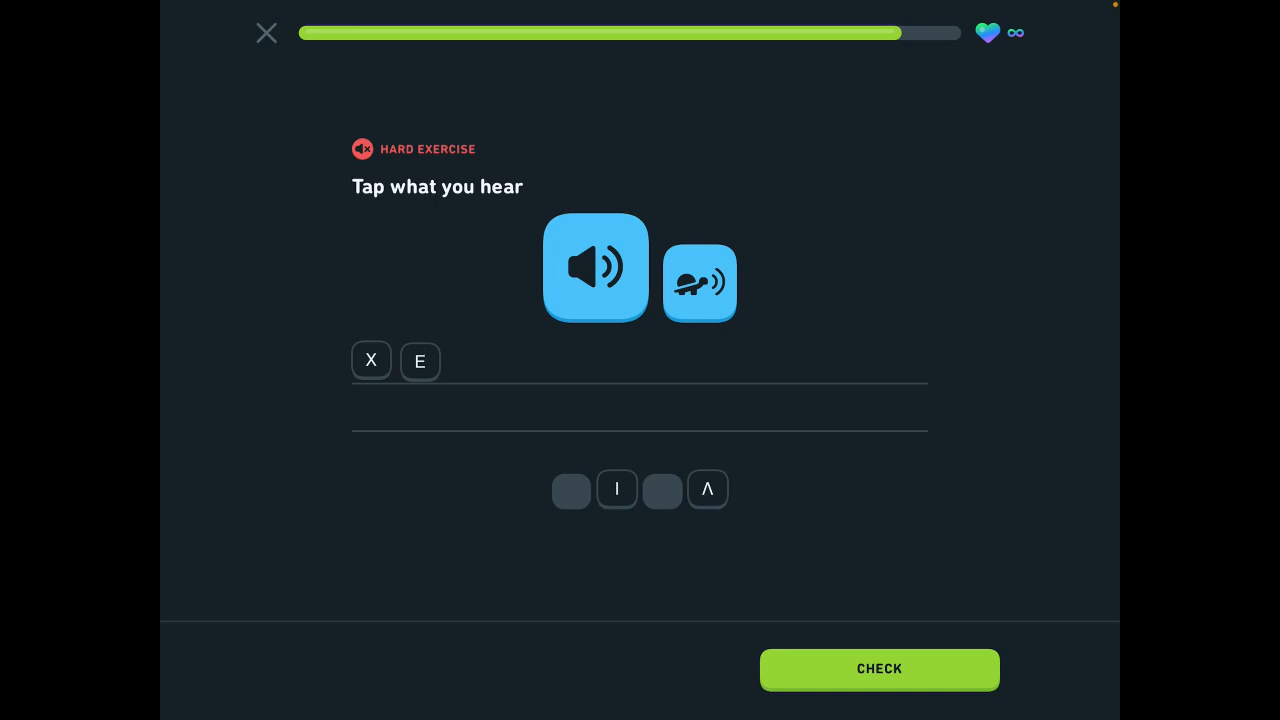 ∞
HARD EXERCISE
Tap what you hear
Χ Ε
Ι Λ
CHECK